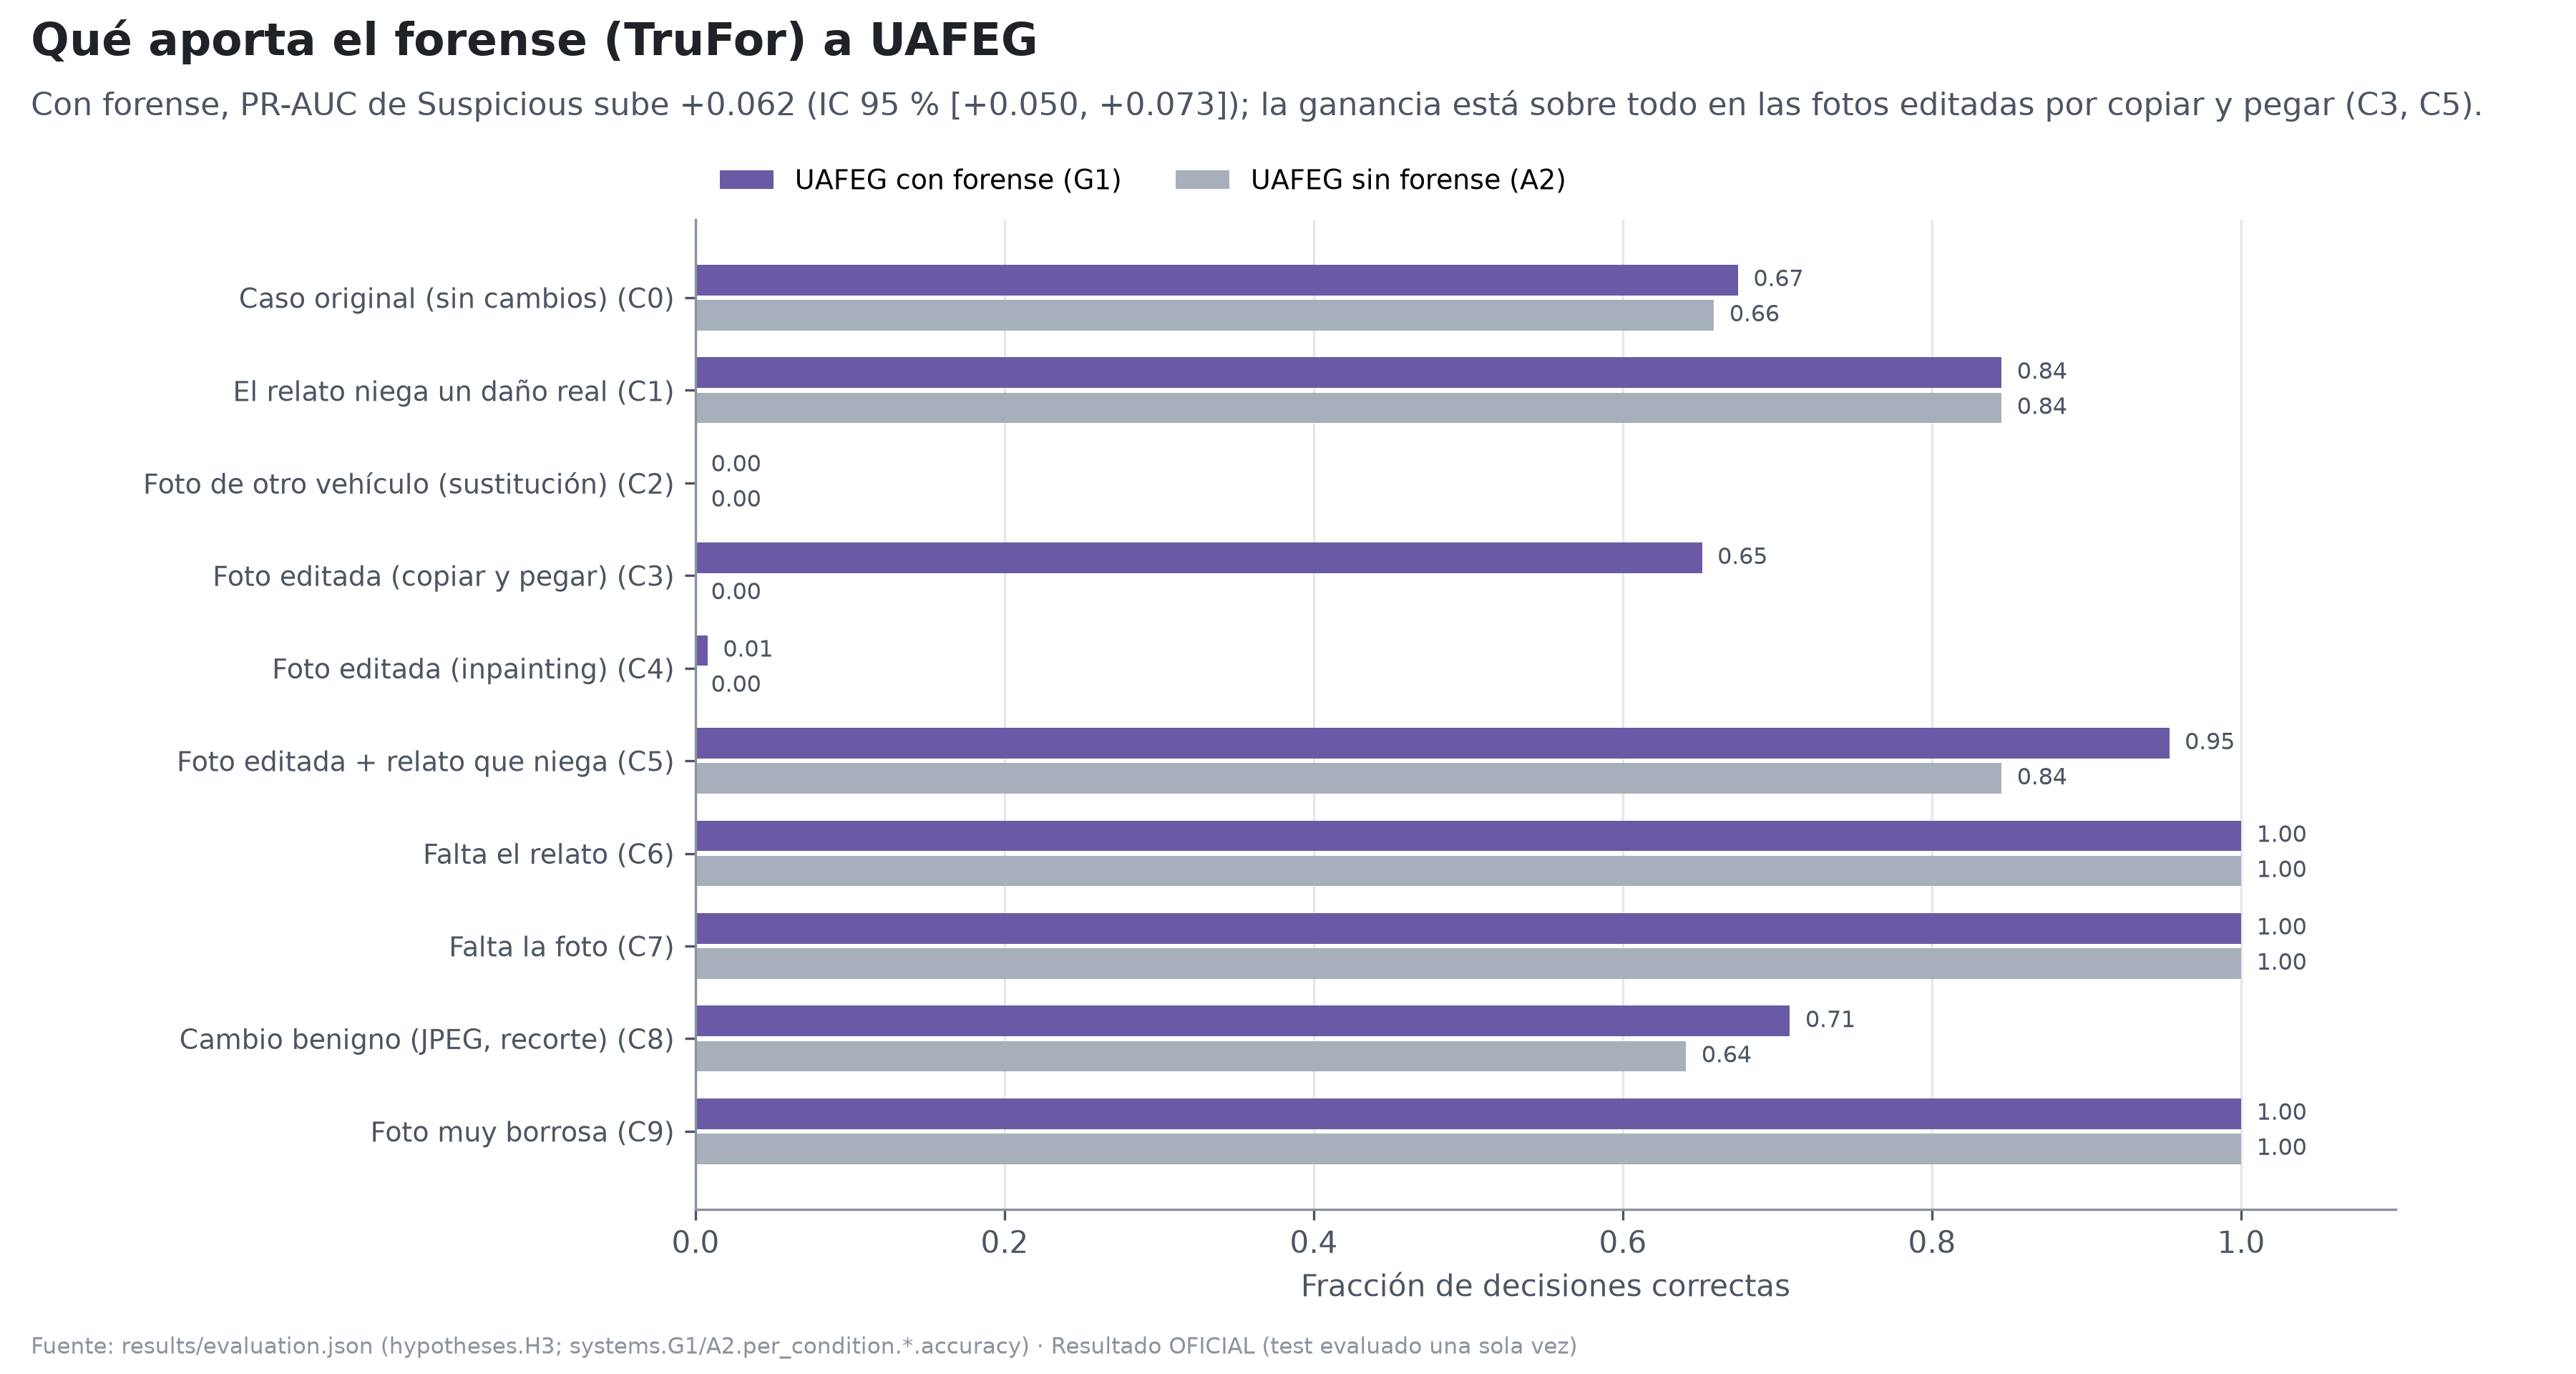 Qué aporta el forense (TruFor) a UAFEG
Con forense, PR-AUC de Suspicious sube +0.062 (IC 95 % [+0.050, +0.073]); la ganancia está sobre todo en las fotos editadas por copiar y pegar (C3, C5).
UAFEG con forense (G1) UAFEG sin forense (A2)
Caso original (sin cambios) (C0)
0.67
0.66
El relato niega un daño real (C1)
0.84
0.84
Foto de otro vehículo (sustitución) (C2)
0.00
0.00
Foto editada (copiar y pegar) (C3)
0.65
0.00
Foto editada (inpainting) (C4)
0.01
0.00
Foto editada + relato que niega (C5)
0.95
0.84
Falta el relato (C6)
1.00
1.00
Falta la foto (C7)
1.00
1.00
Cambio benigno (JPEG, recorte) (C8)
0.71
0.64
Foto muy borrosa (C9)
1.00
1.00
0.0 0.2 0.4 0.6 0.8 1.0
Fracción de decisiones correctas
Fuente: results/evaluation.json (hypotheses.H3; systems.G1/A2.per_condition.*.accuracy) · Resultado OFICIAL (test evaluado una sola vez)